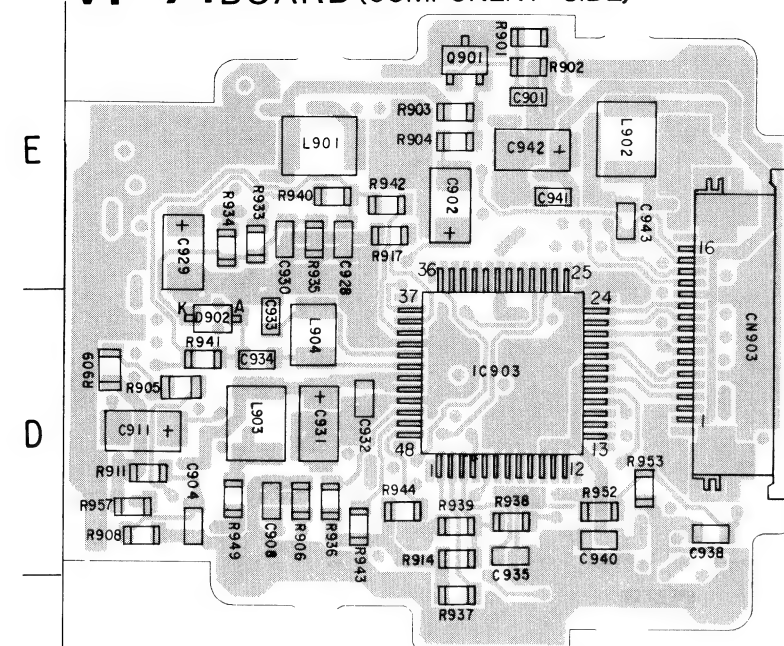 BOARD (COMPONENT SIDE)
R901
Q901
R902
R903
C901
R904
L901
C942 +
L902
E
R940
R942
C902
+
C941
C943
R934
R933
+
C929
C930
R935
C928
R917
16
36
25
K
D902
A
C933
37
24
L904
R941
C934
IC903
CN903
R909
R905
C911 +
L903
+
C931
C932
D
48
13
1
1
12
R911
C904
R953
R957
R944
R939
R938
R952
R908
R949
C908
R906
R936
R943
R914
C935
C940
C938
R937